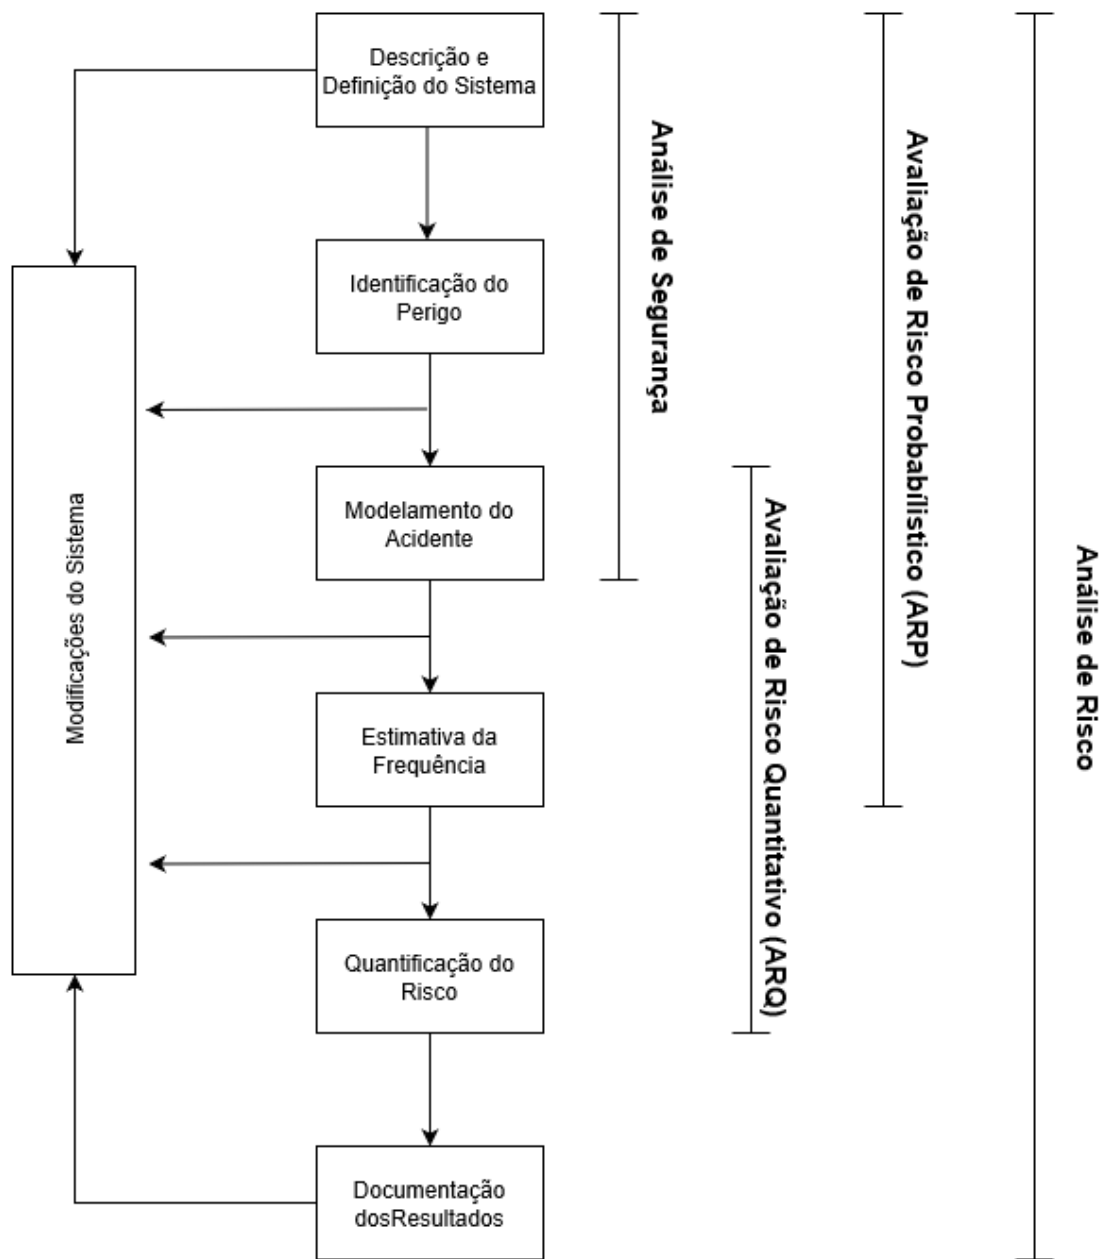 Descrição e
Definição do Sistema
Identificação do
Perigo
Modelamento do
Acidente
Estimativa da
Frequência
Quantificação do
Risco
Documentação
dosResultados
Modificações do Sistema
Análise de Segurança
Avaliação de Risco Quantitativo (ARQ)
Avaliação de Risco Probabílistico (ARP)
Análise de Risco